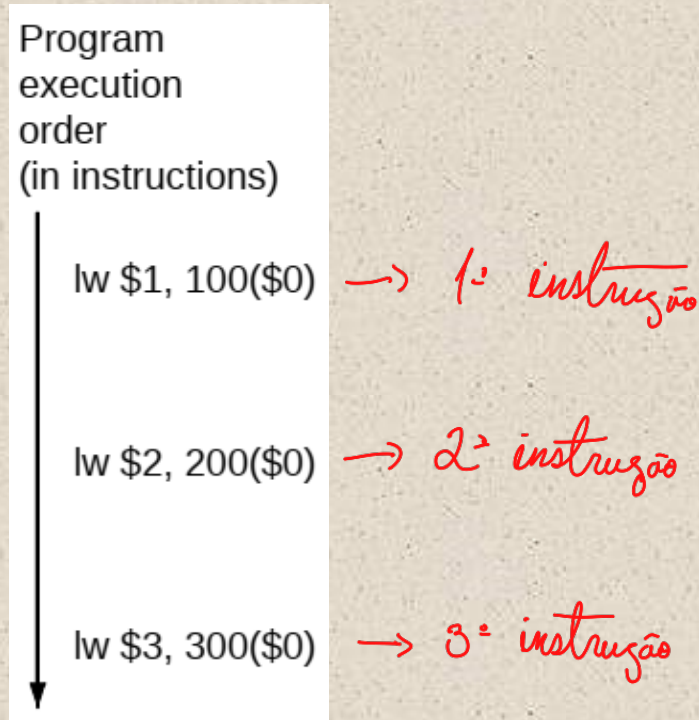 Program
execution
order
(in instructions)
lw $1, 100($0) → 1ª instrução
lw $2, 200($0) → 2ª instrução
lw $3, 300($0) → 3ª instrução